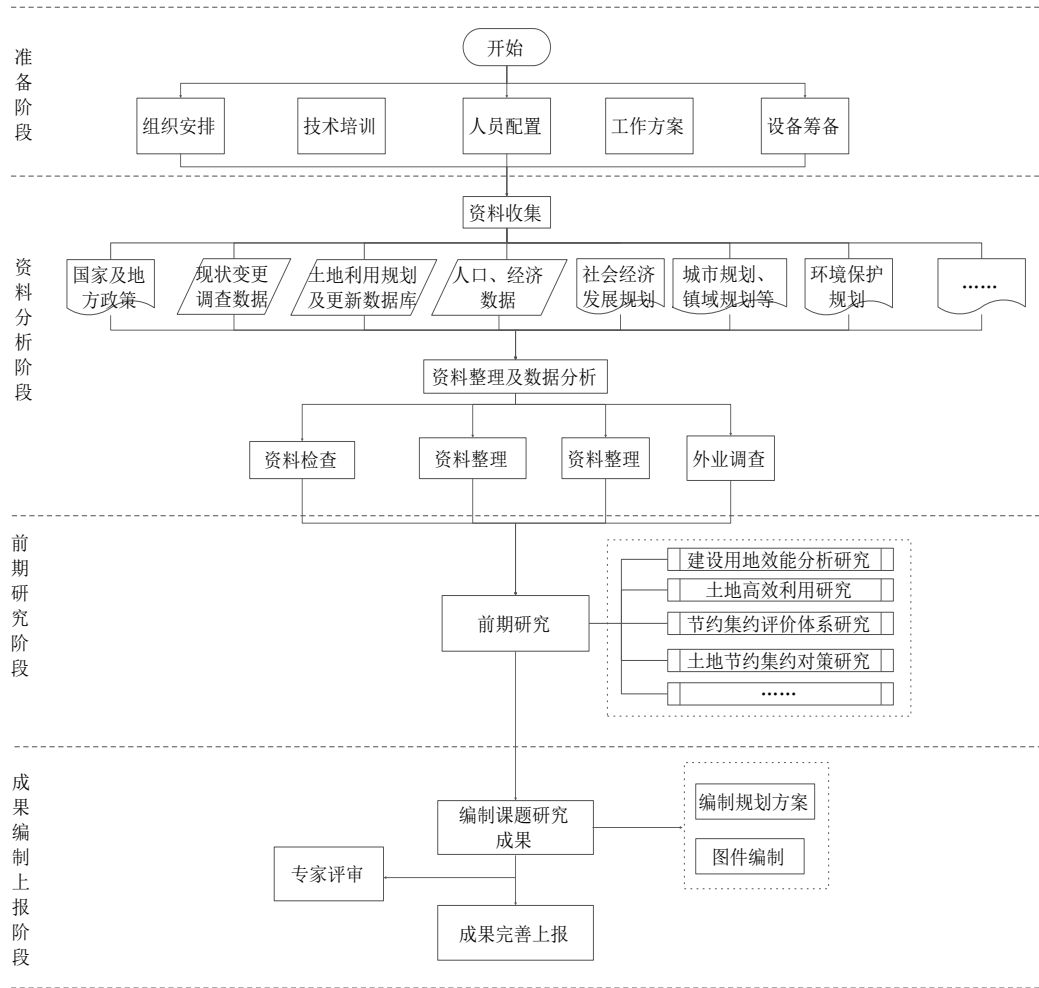 准备阶段
开始
组织安排
技术培训
人员配置
工作方案
设备筹备
资料分析阶段
资料收集
国家及地
方政策
现状变更
调查数据
土地利用规划
及更新数据库
人口、经济
数据
社会经济
发展规划
城市规划、
镇域规划等
环境保护
规划
……
资料整理及数据分析
资料检查
资料整理
资料整理
外业调查
前期研究阶段
前期研究
建设用地效能分析研究
土地高效利用研究
节约集约评价体系研究
土地节约集约对策研究
……
成果编制上报阶段
编制课题研究
成果
编制规划方案
图件编制
专家评审
成果完善上报